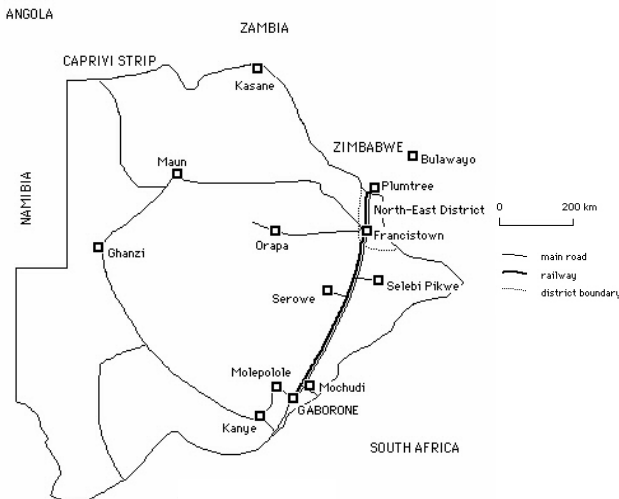 ANGOLA
ZAMBIA
CAPRIVI STRIP
Kasane
ZIMBABWE
Bulawayo
Maun
Plumtree
NAMIBIA
North-East District
0 200 km
Francistown
Orapa
Ghanzi
main road
railway
district boundary
Selebi Pikwe
Serowe
Molepolole
Mochudi
GABORONE
Kanye
SOUTH AFRICA